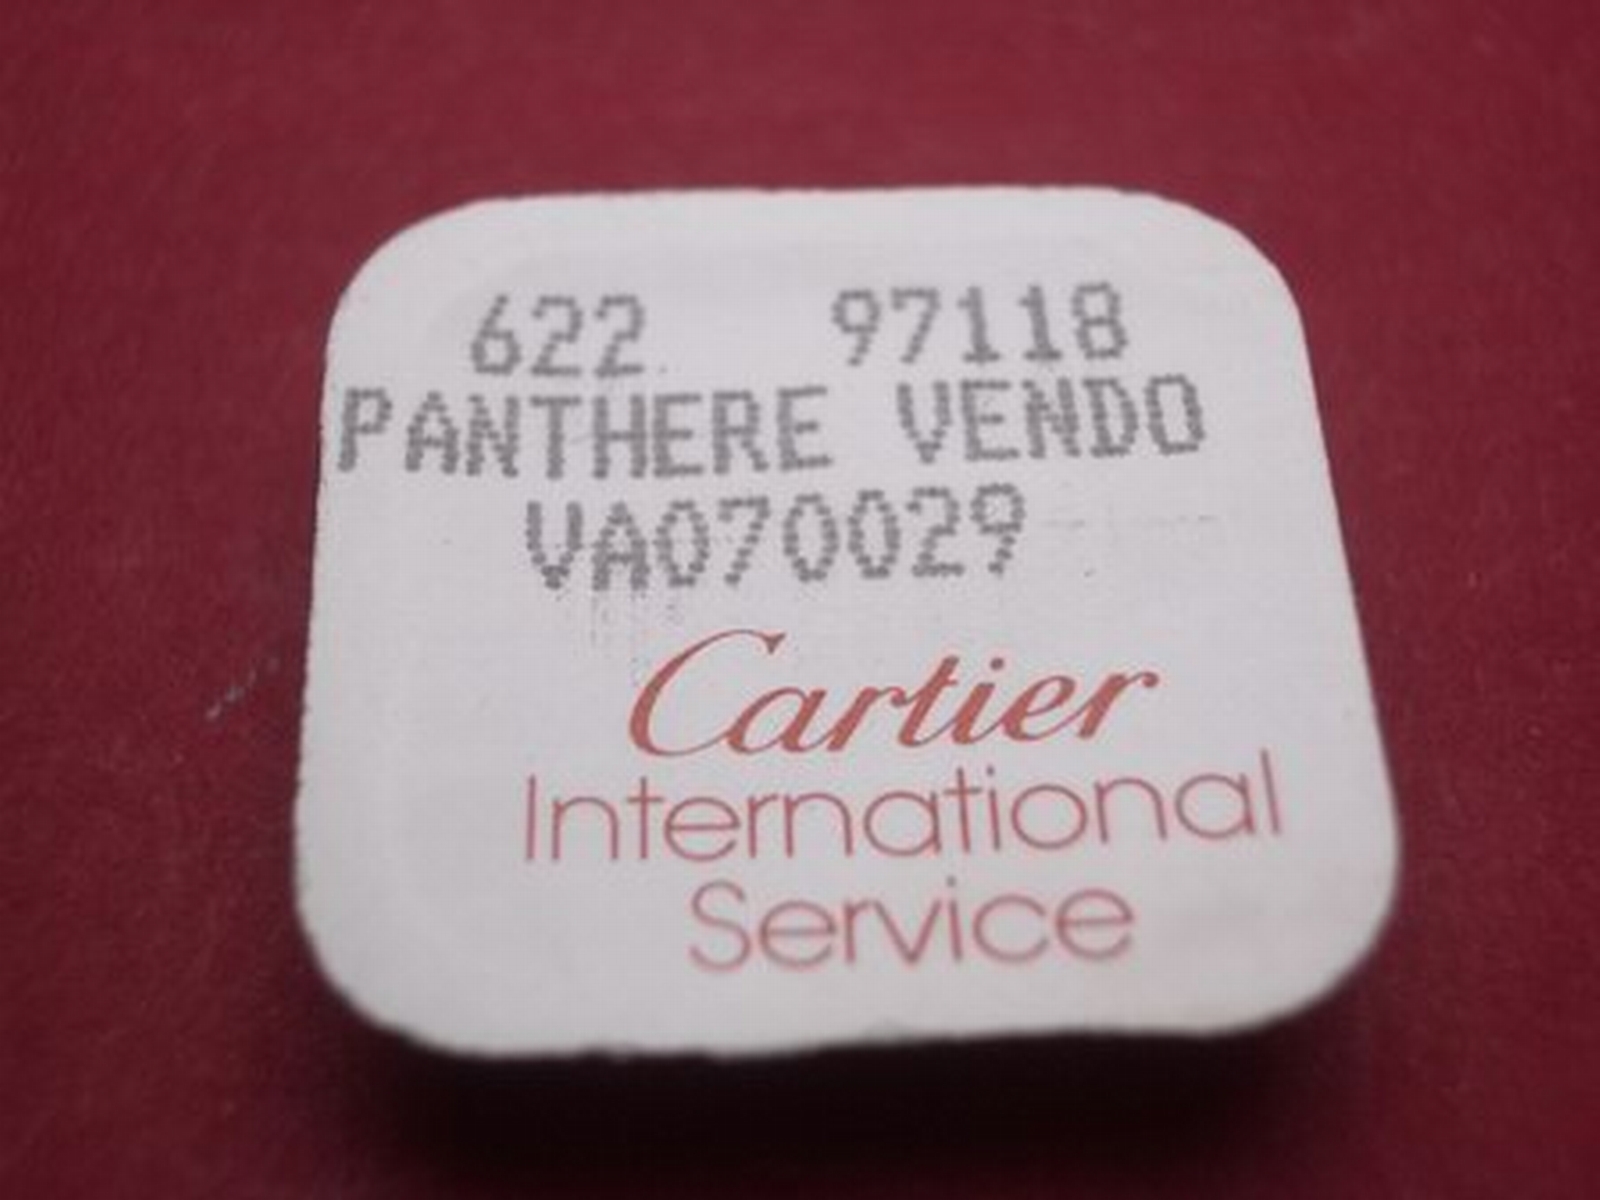 622 97118
PANTHERE VENDO
VA070029
Cartier
International
Service